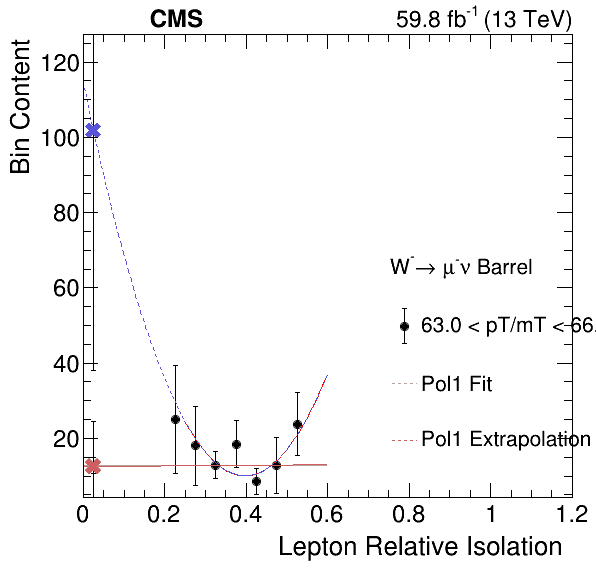 CMS 59.8 fb⁻¹ (13 TeV)
Bin Content
120
100
80
60
40
20
W⁻→ μ⁻ν Barrel
63.0 < pT/mT < 66.
Pol1 Fit
Pol1 Extrapolation
0 0.2 0.4 0.6 0.8 1 1.2
Lepton Relative Isolation